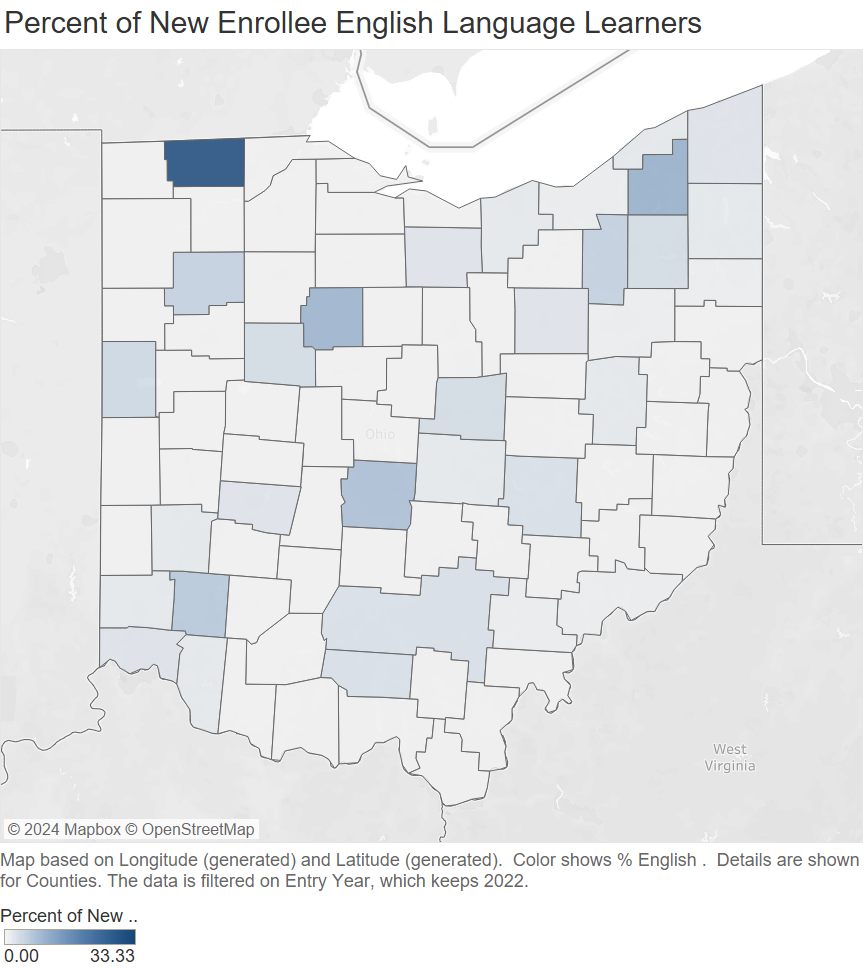 Percent of New Enrollee English Language Learners
Ohio
West
Virginia
© 2024 Mapbox © OpenStreetMap
Map based on Longitude (generated) and Latitude (generated).  Color shows % English .  Details are shown
for Counties. The data is filtered on Entry Year, which keeps 2022.
Percent of New ..
0.00 33.33